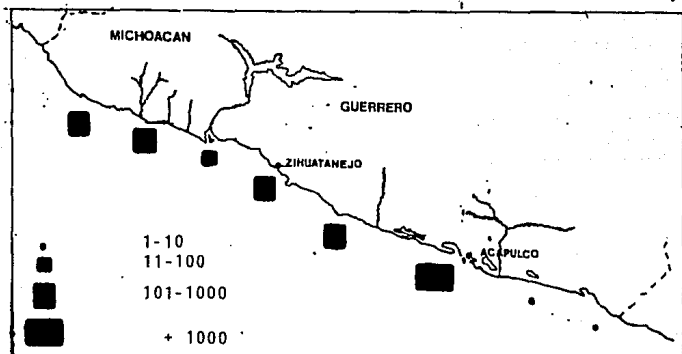 MICHOACAN
GUERRERO
ZIHUATANEJO
ACAPULCO
1-10
11-100
101-1000
+ 1000